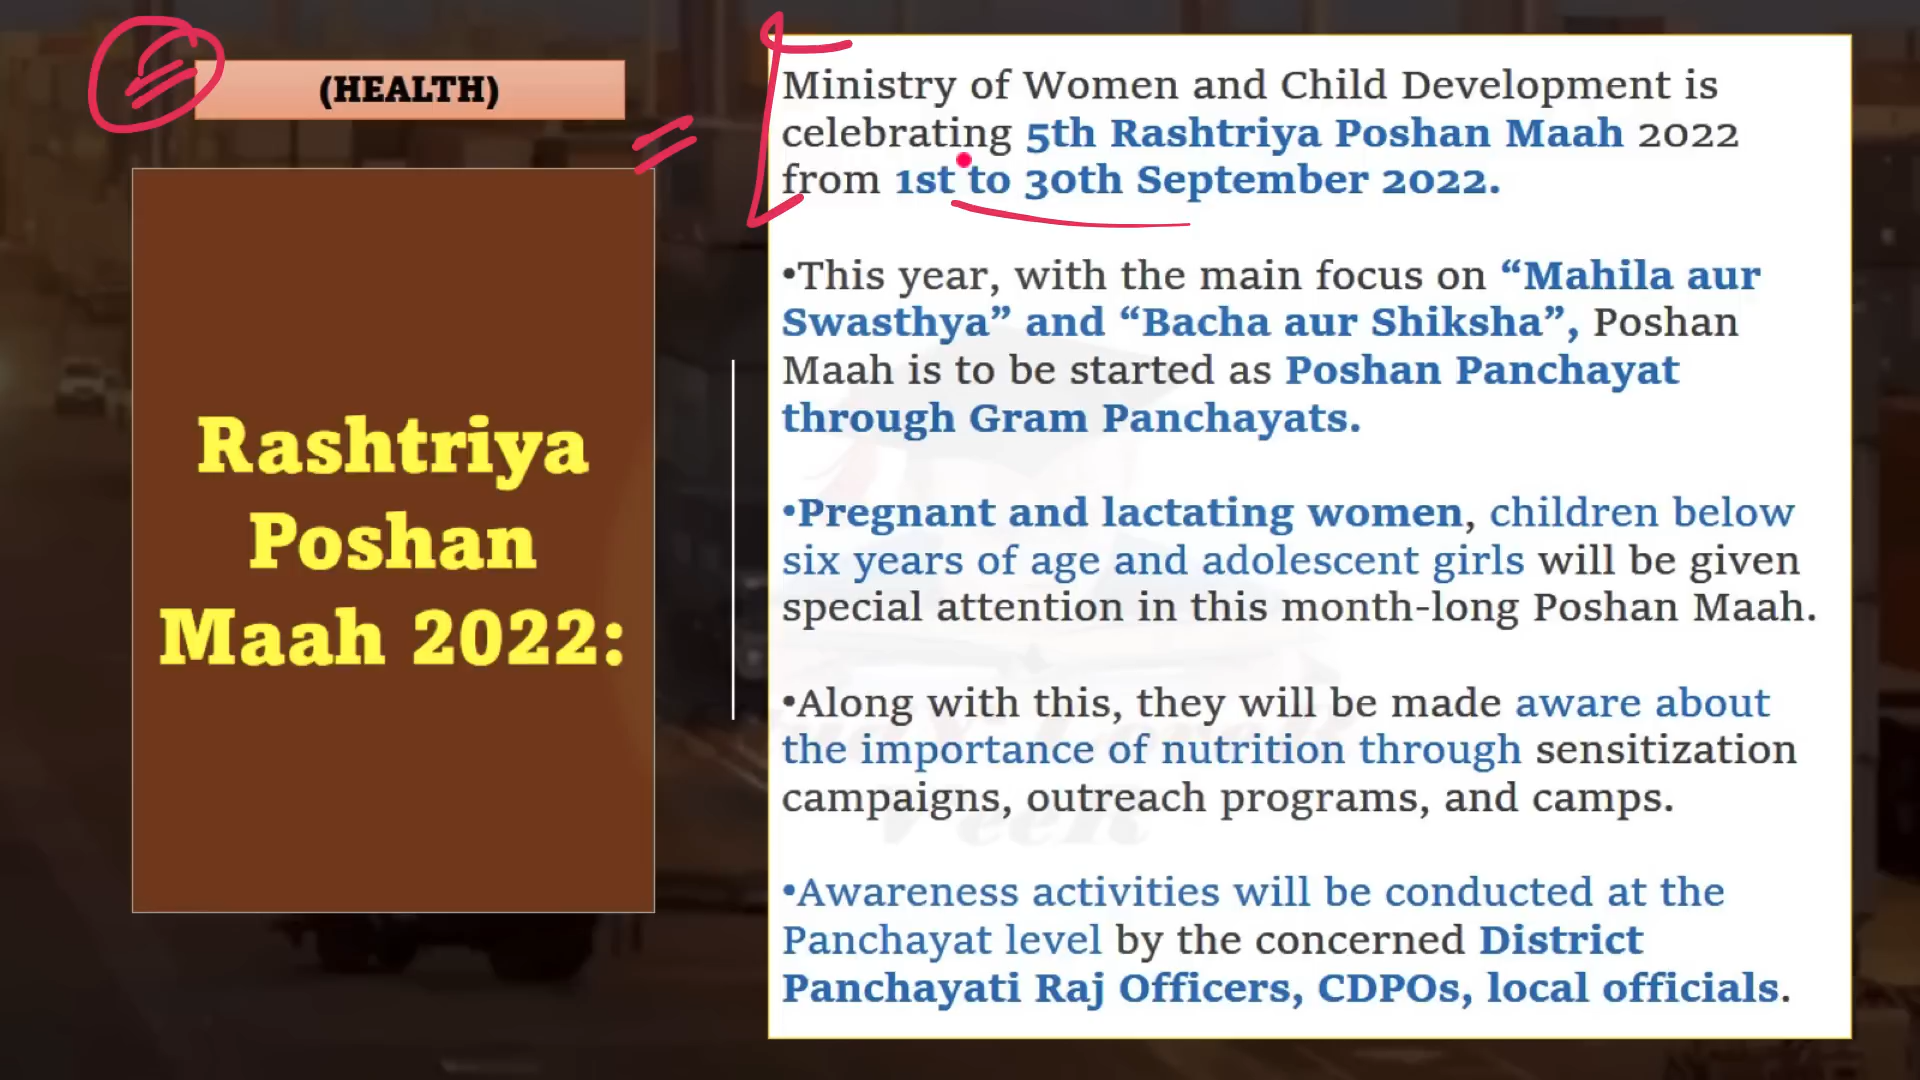 (HEALTH)
Rashtriya
Poshan
Maah 2022:
Ministry of Women and Child Development is
celebrating 5th Rashtriya Poshan Maah 2022
from 1st to 30th September 2022.
•This year, with the main focus on “Mahila aur
Swasthya” and “Bacha aur Shiksha”, Poshan
Maah is to be started as Poshan Panchayat
through Gram Panchayats.
•Pregnant and lactating women, children below
six years of age and adolescent girls will be given
special attention in this month-long Poshan Maah.
•Along with this, they will be made aware about
the importance of nutrition through sensitization
campaigns, outreach programs, and camps.
•Awareness activities will be conducted at the
Panchayat level by the concerned District
Panchayati Raj Officers, CDPOs, local officials.